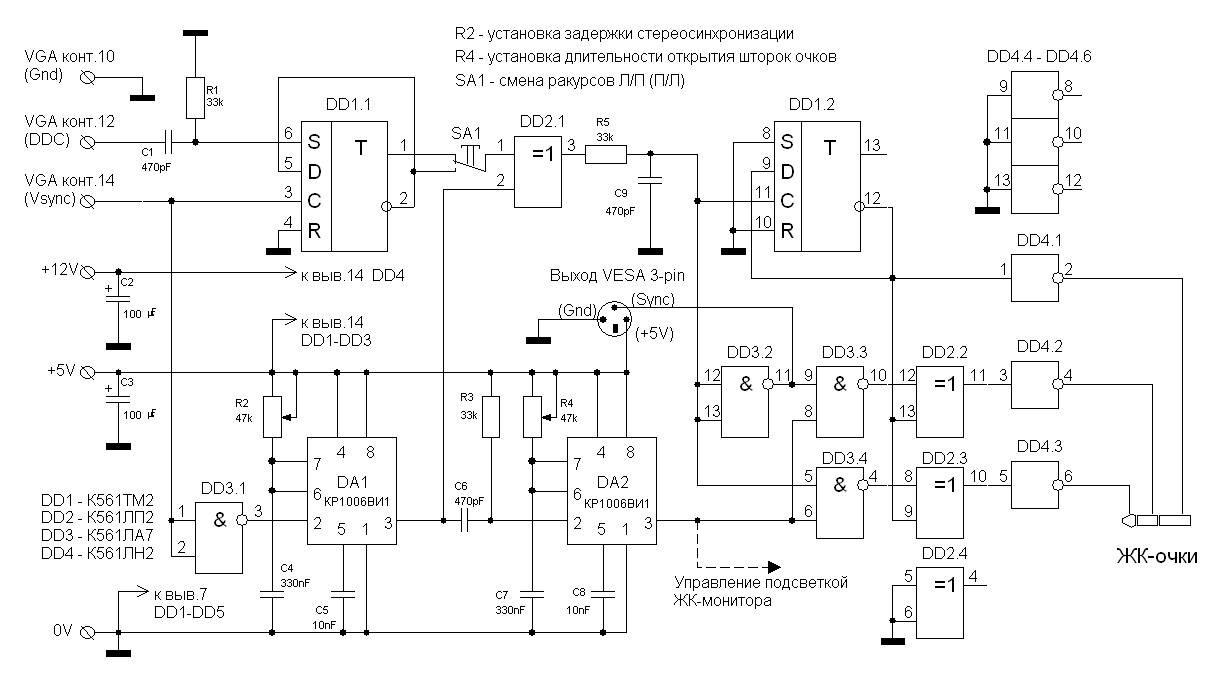 R2 - установка задержки стереосинхронизации
R4 - установка длительности открытия шторок очков
SA1 - смена ракурсов Л/П (П/Л)
VGA конт.10
(Gnd)
VGA конт.12
(DDC)
VGA конт.14
(Vsync)
+12V
+5V
0V
R1
33k
C1
470pF
DD1.1
6 S T 1
5 D
3 C 2
4 R
SA1
DD2.1
1 =1 3
2
R5
33k
C9
470pF
DD1.2
8 S T 13
9 D
11 C 12
10 R
DD4.4 - DD4.6
9 8
11 10
13 12
DD4.1
1 2
C2
+
100 µF
к выв.14 DD4
к выв.14
DD1-DD3
Выход VESA 3-pin
(Gnd)
(Sync)
(+5V)
C3
+
100 µF
R2
47k
R3
33k
R4
47k
DD3.2
12 & 11
13
DD3.3
9 & 10
8
DD2.2
12 =1 11
13
DD4.2
3 4
DD3.4
5 & 4
6
DD2.3
8 =1 10
9
DD4.3
5 6
4 8
7
DA1
6
КР1006ВИ1
2 5 1 3
C6
470pF
4 8
7
DA2
6
КР1006ВИ1
2 5 1 3
DD1 - К561ТМ2
DD2 - К561ЛП2
DD3 - К561ЛА7
DD4 - К561ЛН2
DD3.1
1 & 3
2
C4
330nF
C5
10nF
C7
330nF
C8
10nF
Управление подсветкой
ЖК-монитора
ЖК-очки
DD2.4
5 =1 4
6
к выв.7
DD1-DD5